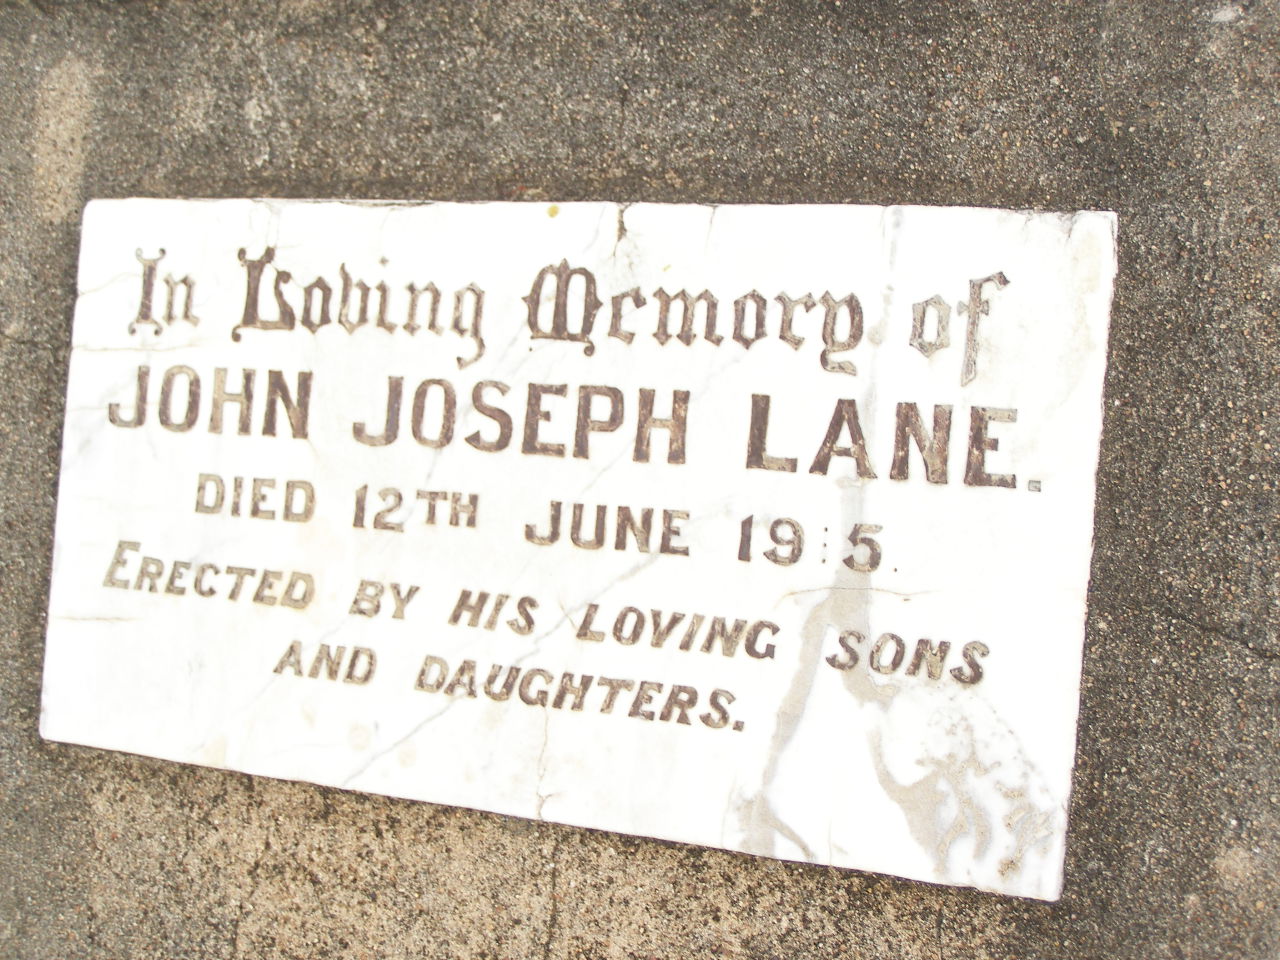 In Loving Memory of
JOHN JOSEPH LANE.
DIED 12TH JUNE
ERECTED BY HIS LOVING SONS
AND DAUGHTERS.